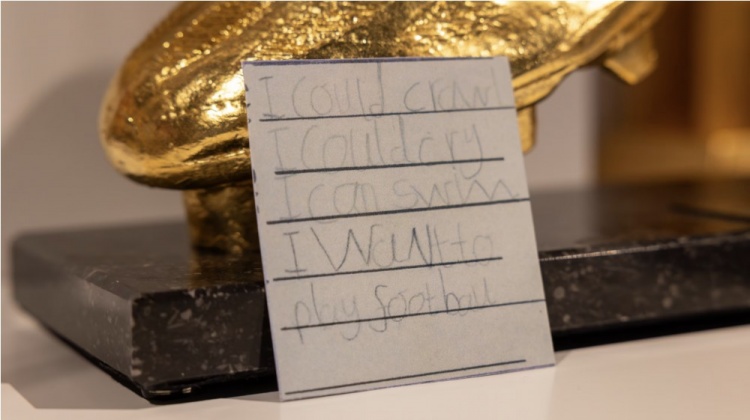 I could crawl
I could cry
I can swim
I Want to
play football